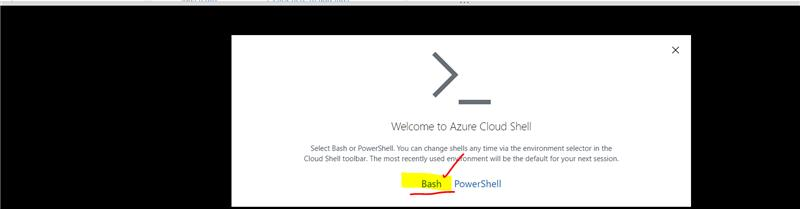 Welcome to Azure Cloud Shell
Select Bash or PowerShell. You can change shells any time via the environment selector in the
Cloud Shell toolbar. The most recently used environment will be the default for your next session.
Bash PowerShell